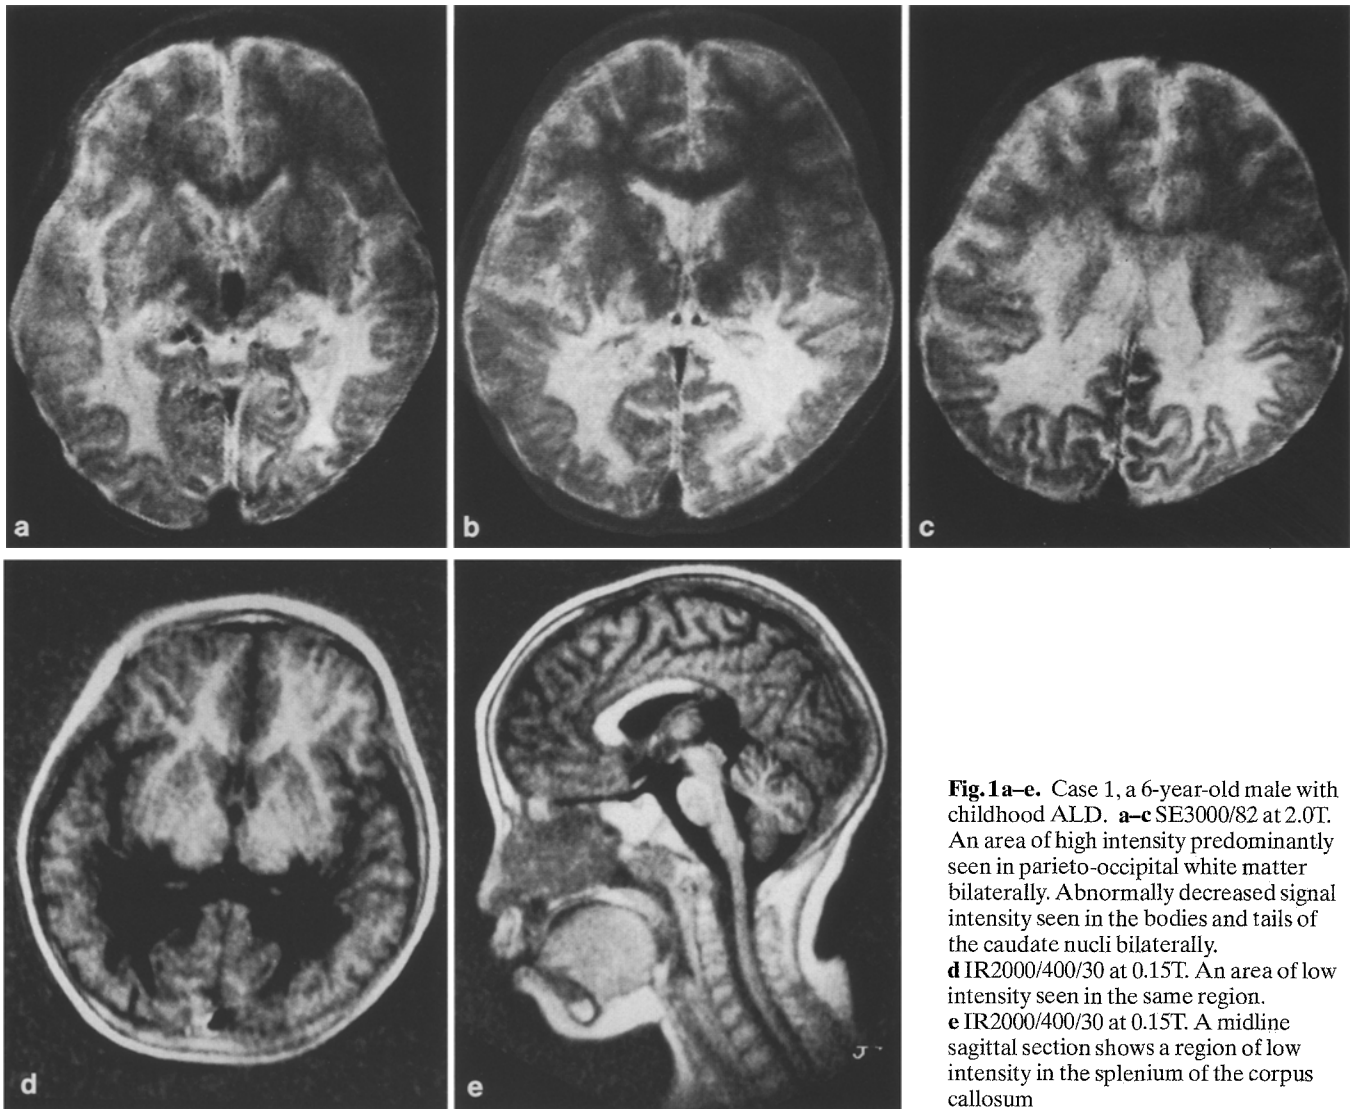 a
b
c
d
e
Fig.1a–e. Case 1, a 6-year-old male with
childhood ALD. a–c SE3000/82 at 2.0T.
An area of high intensity predominantly
seen in parieto-occipital white matter
bilaterally. Abnormally decreased signal
intensity seen in the bodies and tails of
the caudate nucli bilaterally.
d IR2000/400/30 at 0.15T. An area of low
intensity seen in the same region.
e IR2000/400/30 at 0.15T. A midline
sagittal section shows a region of low
intensity in the splenium of the corpus
callosum